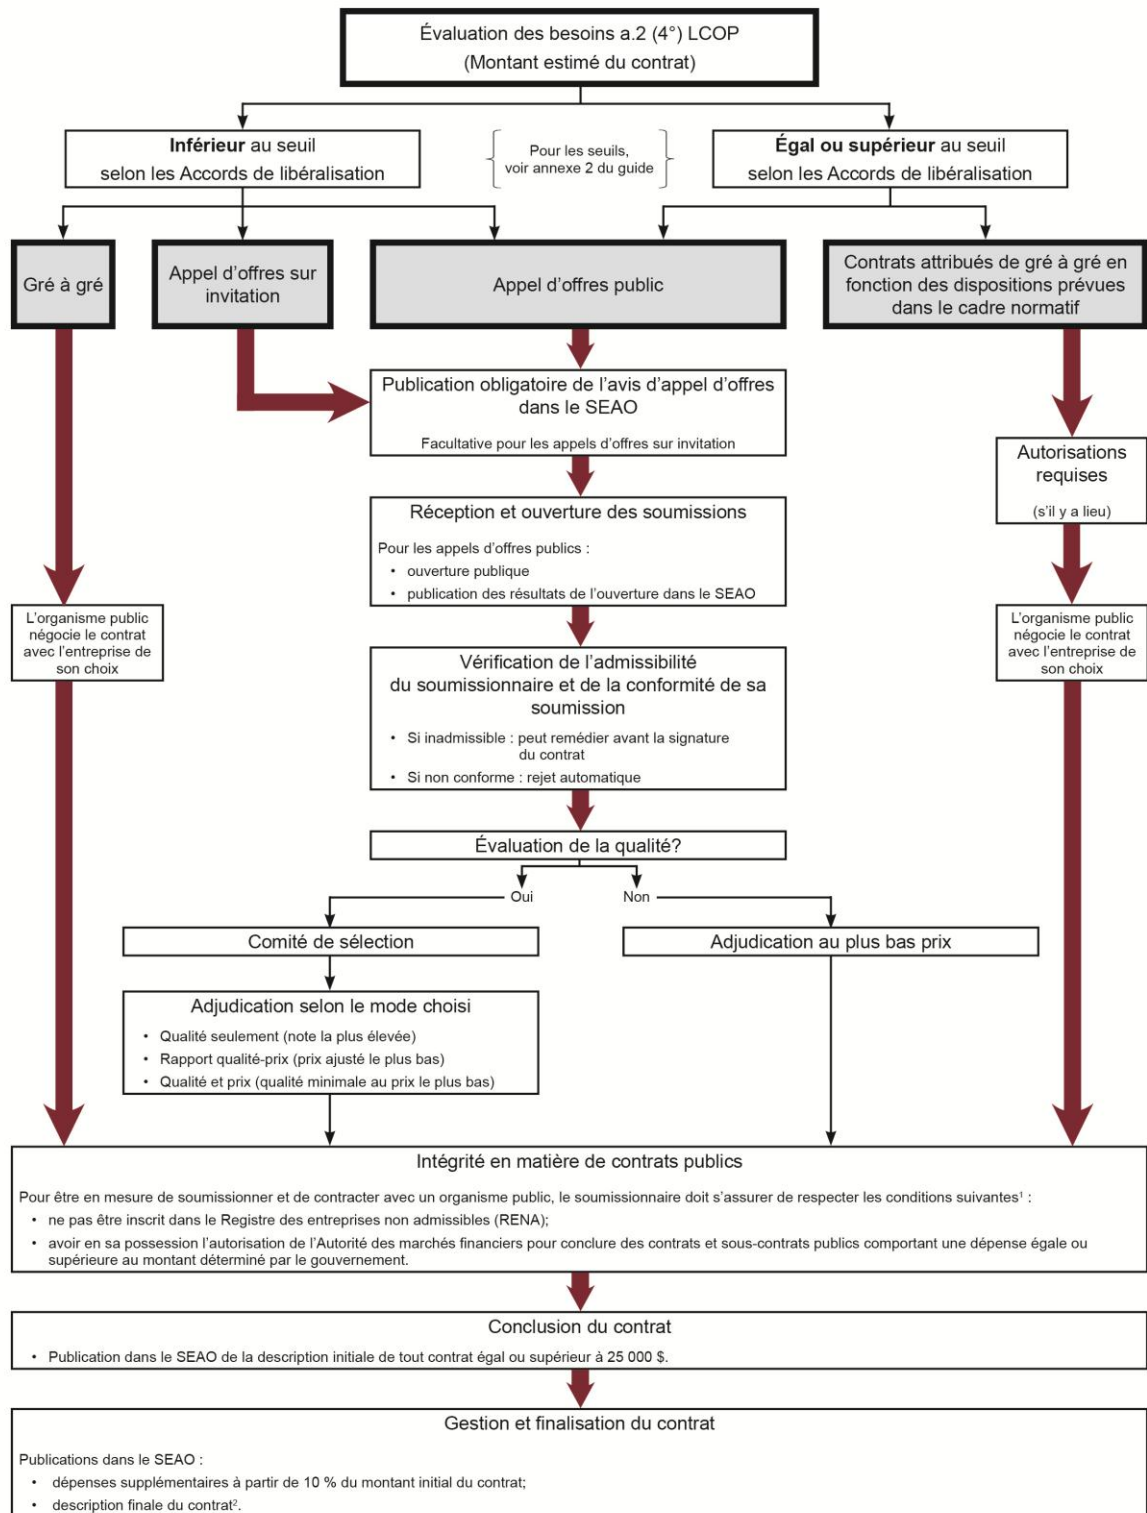 Évaluation des besoins a.2 (4°) LCOP
(Montant estimé du contrat)
Inférieur au seuil
selon les Accords de libéralisation
Pour les seuils,
voir annexe 2 du guide
Égal ou supérieur au seuil
selon les Accords de libéralisation
Gré à gré
Appel d'offres sur
invitation
Appel d'offres public
Contrats attribués de gré à gré en
fonction des dispositions prévues
dans le cadre normatif
Publication obligatoire de l'avis d'appel d'offres
dans le SEAO
Facultative pour les appels d'offres sur invitation
Autorisations
requises
(s'il y a lieu)
Réception et ouverture des soumissions
Pour les appels d'offres publics :
• ouverture publique
• publication des résultats de l'ouverture dans le SEAO
L'organisme public
négocie le contrat
avec l'entreprise de
son choix
L'organisme public
négocie le contrat
avec l'entreprise de
son choix
Vérification de l'admissibilité
du soumissionnaire et de la conformité de sa
soumission
• Si inadmissible : peut remédier avant la signature
du contrat
• Si non conforme : rejet automatique
Évaluation de la qualité?
Oui
Non
Comité de sélection
Adjudication au plus bas prix
Adjudication selon le mode choisi
• Qualité seulement (note la plus élevée)
• Rapport qualité-prix (prix ajusté le plus bas)
• Qualité et prix (qualité minimale au prix le plus bas)
Intégrité en matière de contrats publics
Pour être en mesure de soumissionner et de contracter avec un organisme public, le soumissionnaire doit s'assurer de respecter les conditions suivantes¹ :
• ne pas être inscrit dans le Registre des entreprises non admissibles (RENA);
• avoir en sa possession l'autorisation de l'Autorité des marchés financiers pour conclure des contrats et sous-contrats publics comportant une dépense égale ou
supérieure au montant déterminé par le gouvernement.
Conclusion du contrat
• Publication dans le SEAO de la description initiale de tout contrat égal ou supérieur à 25 000 $.
Gestion et finalisation du contrat
Publications dans le SEAO :
• dépenses supplémentaires à partir de 10 % du montant initial du contrat;
• description finale du contrat².